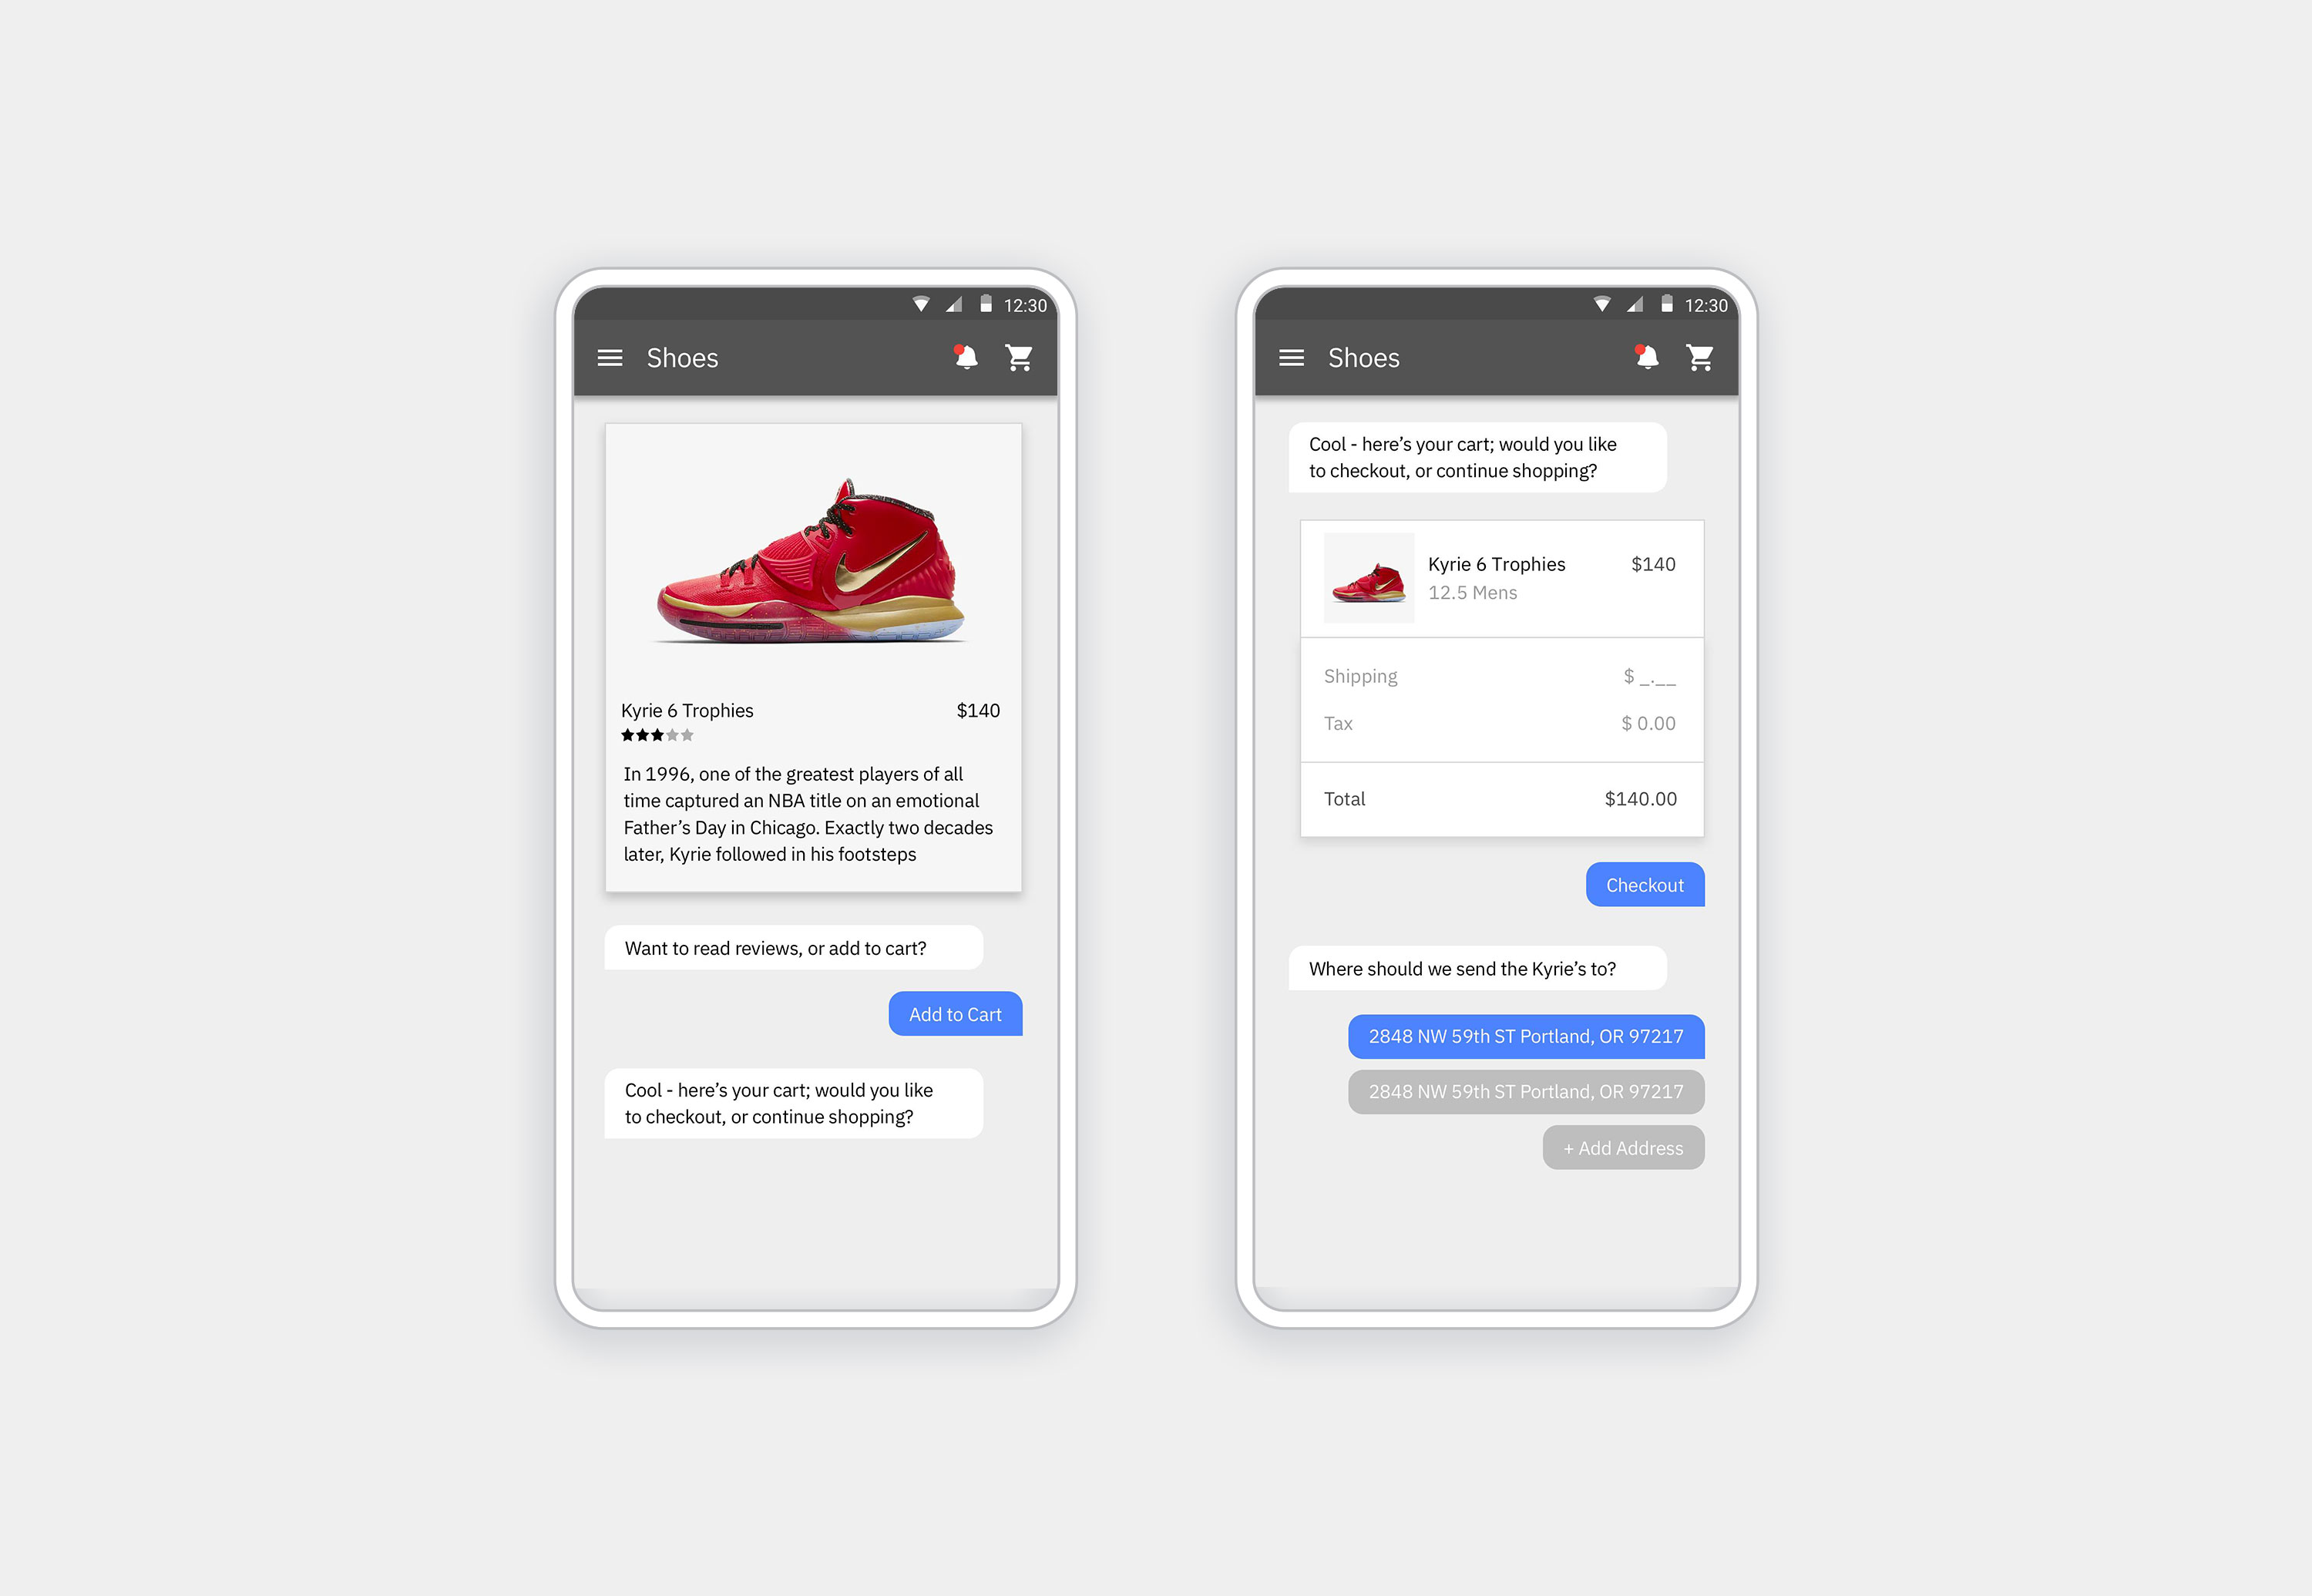 12:30
Shoes
Kyrie 6 Trophies
$140
In 1996, one of the greatest players of all
time captured an NBA title on an emotional
Father’s Day in Chicago. Exactly two decades
later, Kyrie followed in his footsteps
Want to read reviews, or add to cart?
Add to Cart
Cool - here’s your cart; would you like
to checkout, or continue shopping?
12:30
Shoes
Cool - here’s your cart; would you like
to checkout, or continue shopping?
Kyrie 6 Trophies
$140
12.5 Mens
Shipping
$ _.__
Tax
$ 0.00
Total
$140.00
Checkout
Where should we send the Kyrie’s to?
2848 NW 59th ST Portland, OR 97217
2848 NW 59th ST Portland, OR 97217
+ Add Address